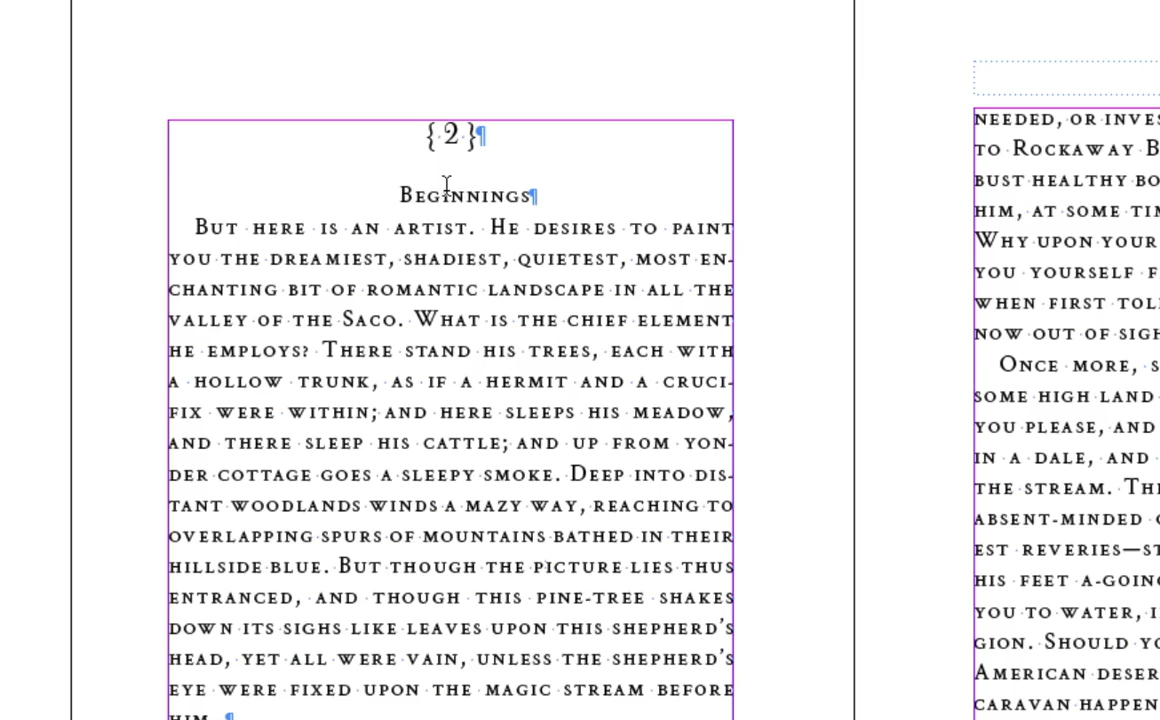 { 2 }¶
Beginnings¶
But here is an artist. He desires to paint
you the dreamiest, shadiest, quietest, most en-
chanting bit of romantic landscape in all the
valley of the Saco. What is the chief element
he employs? There stand his trees, each with
a hollow trunk, as if a hermit and a cruci-
fix were within; and here sleeps his meadow,
and there sleep his cattle; and up from yon-
der cottage goes a sleepy smoke. Deep into dis-
tant woodlands winds a mazy way, reaching to
overlapping spurs of mountains bathed in their
hillside blue. But though the picture lies thus
entranced, and though this pine-tree shakes
down its sighs like leaves upon this shepherd’s
head, yet all were vain, unless the shepherd’s
eye were fixed upon the magic stream before
him. ¶
needed, or inves
to Rockaway B
bust healthy bo
him, at some tim
Why upon your
you yourself f
when first tol
now out of sigh
Once more, s
some high land
you please, and
in a dale, and
the stream. The
absent-minded
est reveries—st
his feet a-going
you to water, i
gion. Should yo
American deser
caravan happen